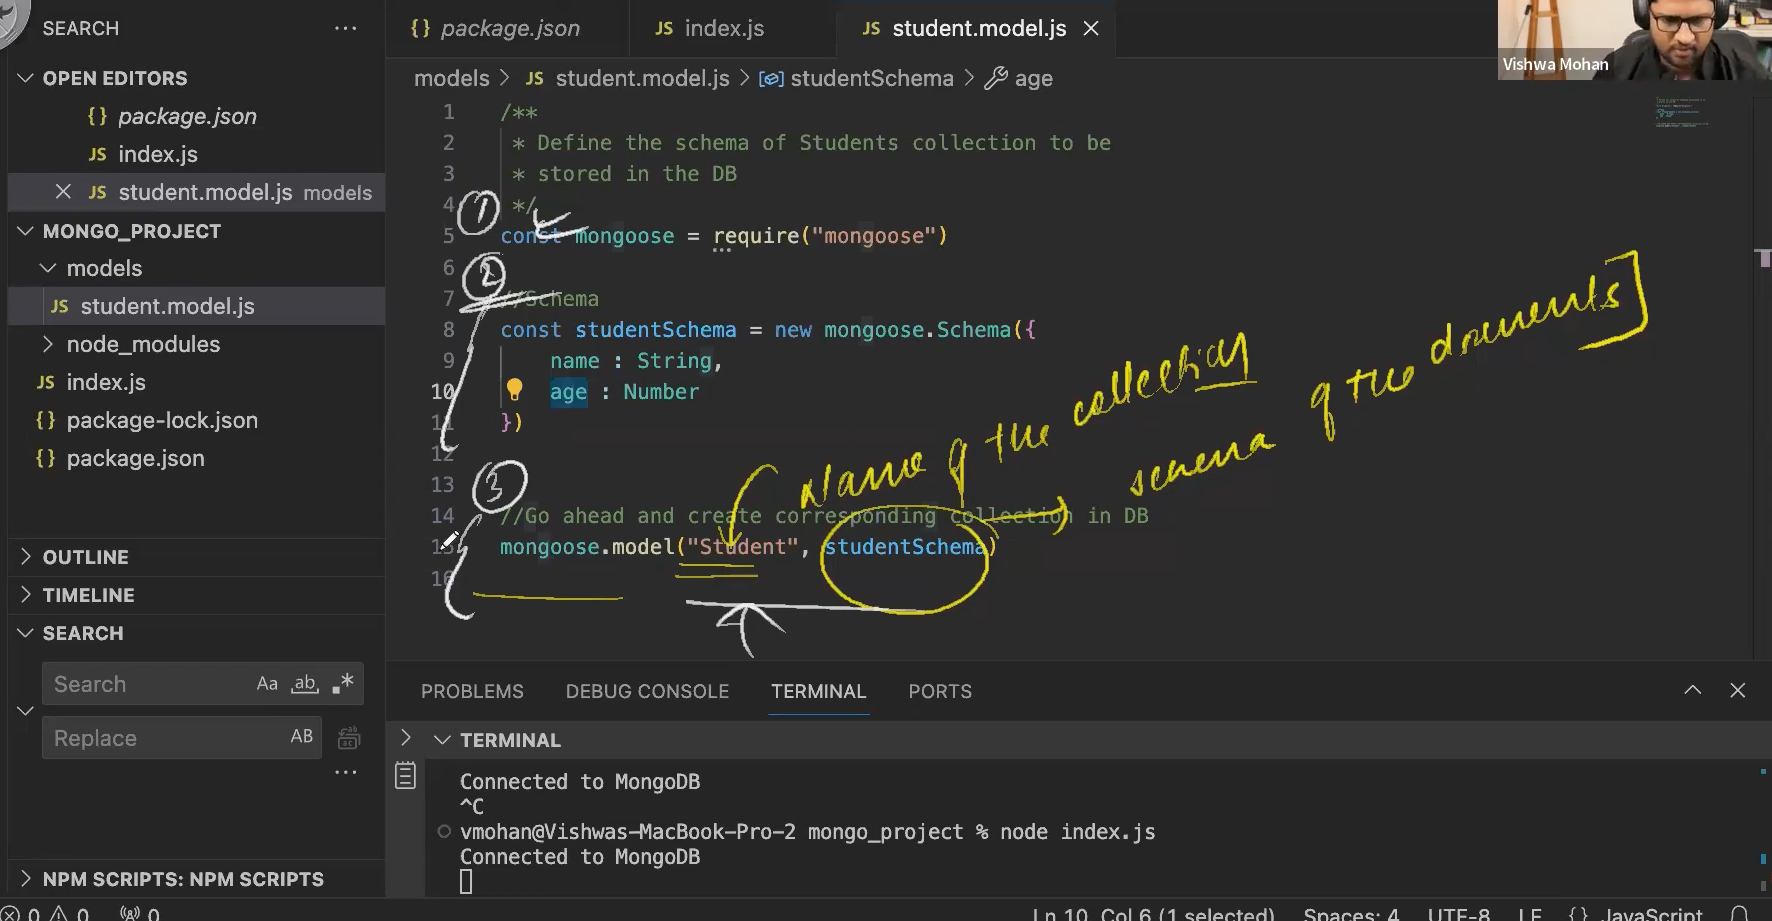 SEARCH ...
OPEN EDITORS
{} package.json
JS index.js
× JS student.model.js models
MONGO_PROJECT
models
JS student.model.js
node_modules
JS index.js
{} package-lock.json
{} package.json
OUTLINE
TIMELINE
SEARCH
Search Aa ab .*
Replace AB
...
NPM SCRIPTS: NPM SCRIPTS
{} package.json JS index.js JS student.model.js ×
models > JS student.model.js > studentSchema > age
Vishwa Mohan
1 /**
2 * Define the schema of Students collection to be
3 * stored in the DB
4 */
①
5 const mongoose = require("mongoose")
6
②
7 //Schema
8 const studentSchema = new mongoose.Schema({
9 name : String,
10 age : Number
11 })
12
13
③
Name of the collection
schema of the documents]
14 //Go ahead and create corresponding collection in DB
15 mongoose.model("Student", studentSchema)
16
PROBLEMS DEBUG CONSOLE TERMINAL PORTS
TERMINAL
Connected to MongoDB
^C
vmohan@Vishwas-MacBook-Pro-2 mongo_project % node index.js
Connected to MongoDB
0 0 0 Ln 10, Col 6 (1 selected) Spaces: 4 UTF-8 LF {} JavaScript